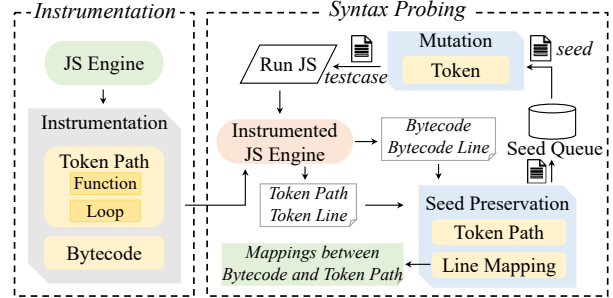 Instrumentation
Syntax Probing
JS Engine
Instrumentation
Token Path
Function
Loop
Bytecode
Run JS
testcase
Mutation
Token
seed
Seed Queue
Instrumented
JS Engine
Bytecode
Bytecode Line
Token Path
Token Line
Seed Preservation
Token Path
Line Mapping
Mappings between
Bytecode and Token Path